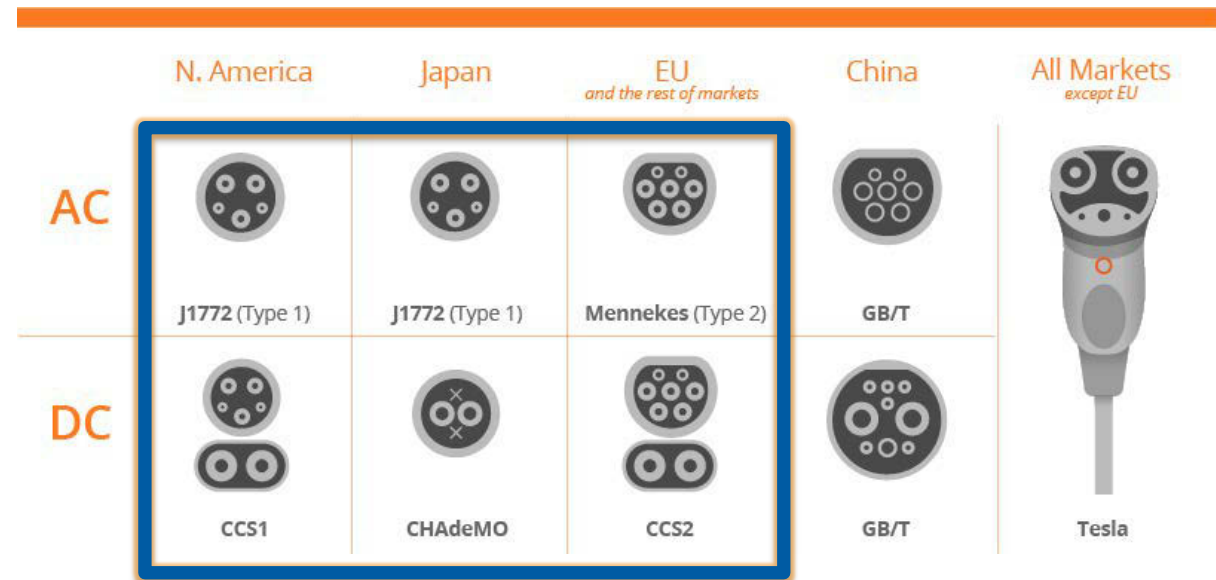 N. America
Japan
EU
and the rest of markets
China
All Markets
except EU
AC
J1772 (Type 1)
J1772 (Type 1)
Mennekes (Type 2)
GB/T
DC
CCS1
CHAdeMO
CCS2
GB/T
Tesla